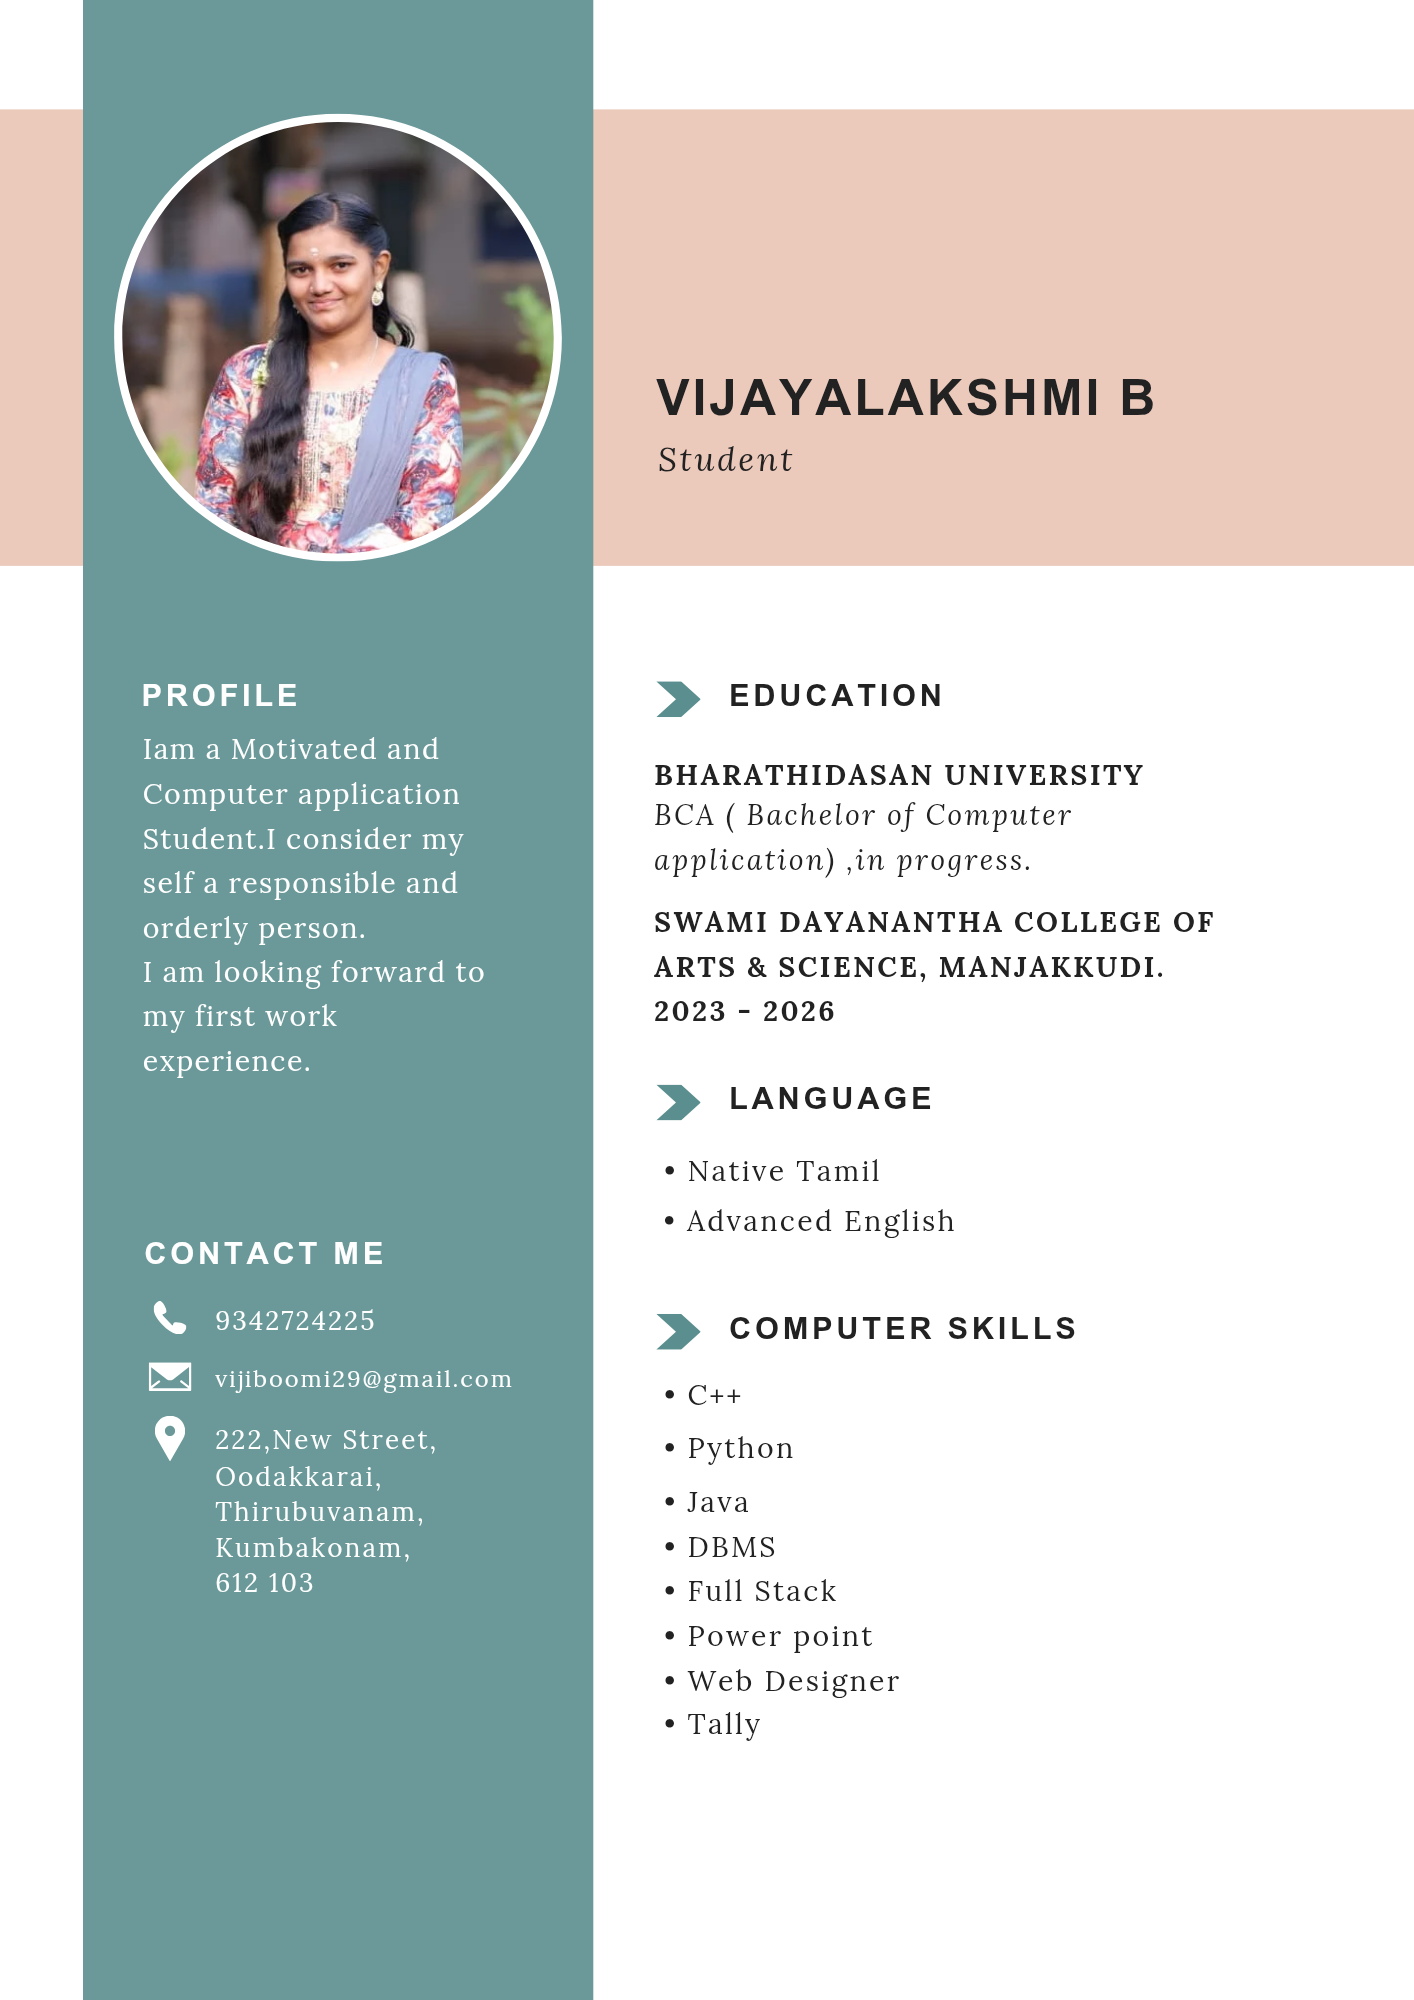 VIJAYALAKSHMI B
Student
PROFILE
Iam a Motivated and
Computer application
Student.I consider my
self a responsible and
orderly person.
I am looking forward to
my first work
experience.
CONTACT ME
9342724225
vijiboomi29@gmail.com
222,New Street,
Oodakkarai,
Thirubuvanam,
Kumbakonam,
612 103
EDUCATION
BHARATHIDASAN UNIVERSITY
BCA ( Bachelor of Computer
application) ,in progress.
SWAMI DAYANANTHA COLLEGE OF
ARTS & SCIENCE, MANJAKKUDI.
2023 - 2026
LANGUAGE
• Native Tamil
• Advanced English
COMPUTER SKILLS
• C++
• Python
• Java
• DBMS
• Full Stack
• Power point
• Web Designer
• Tally